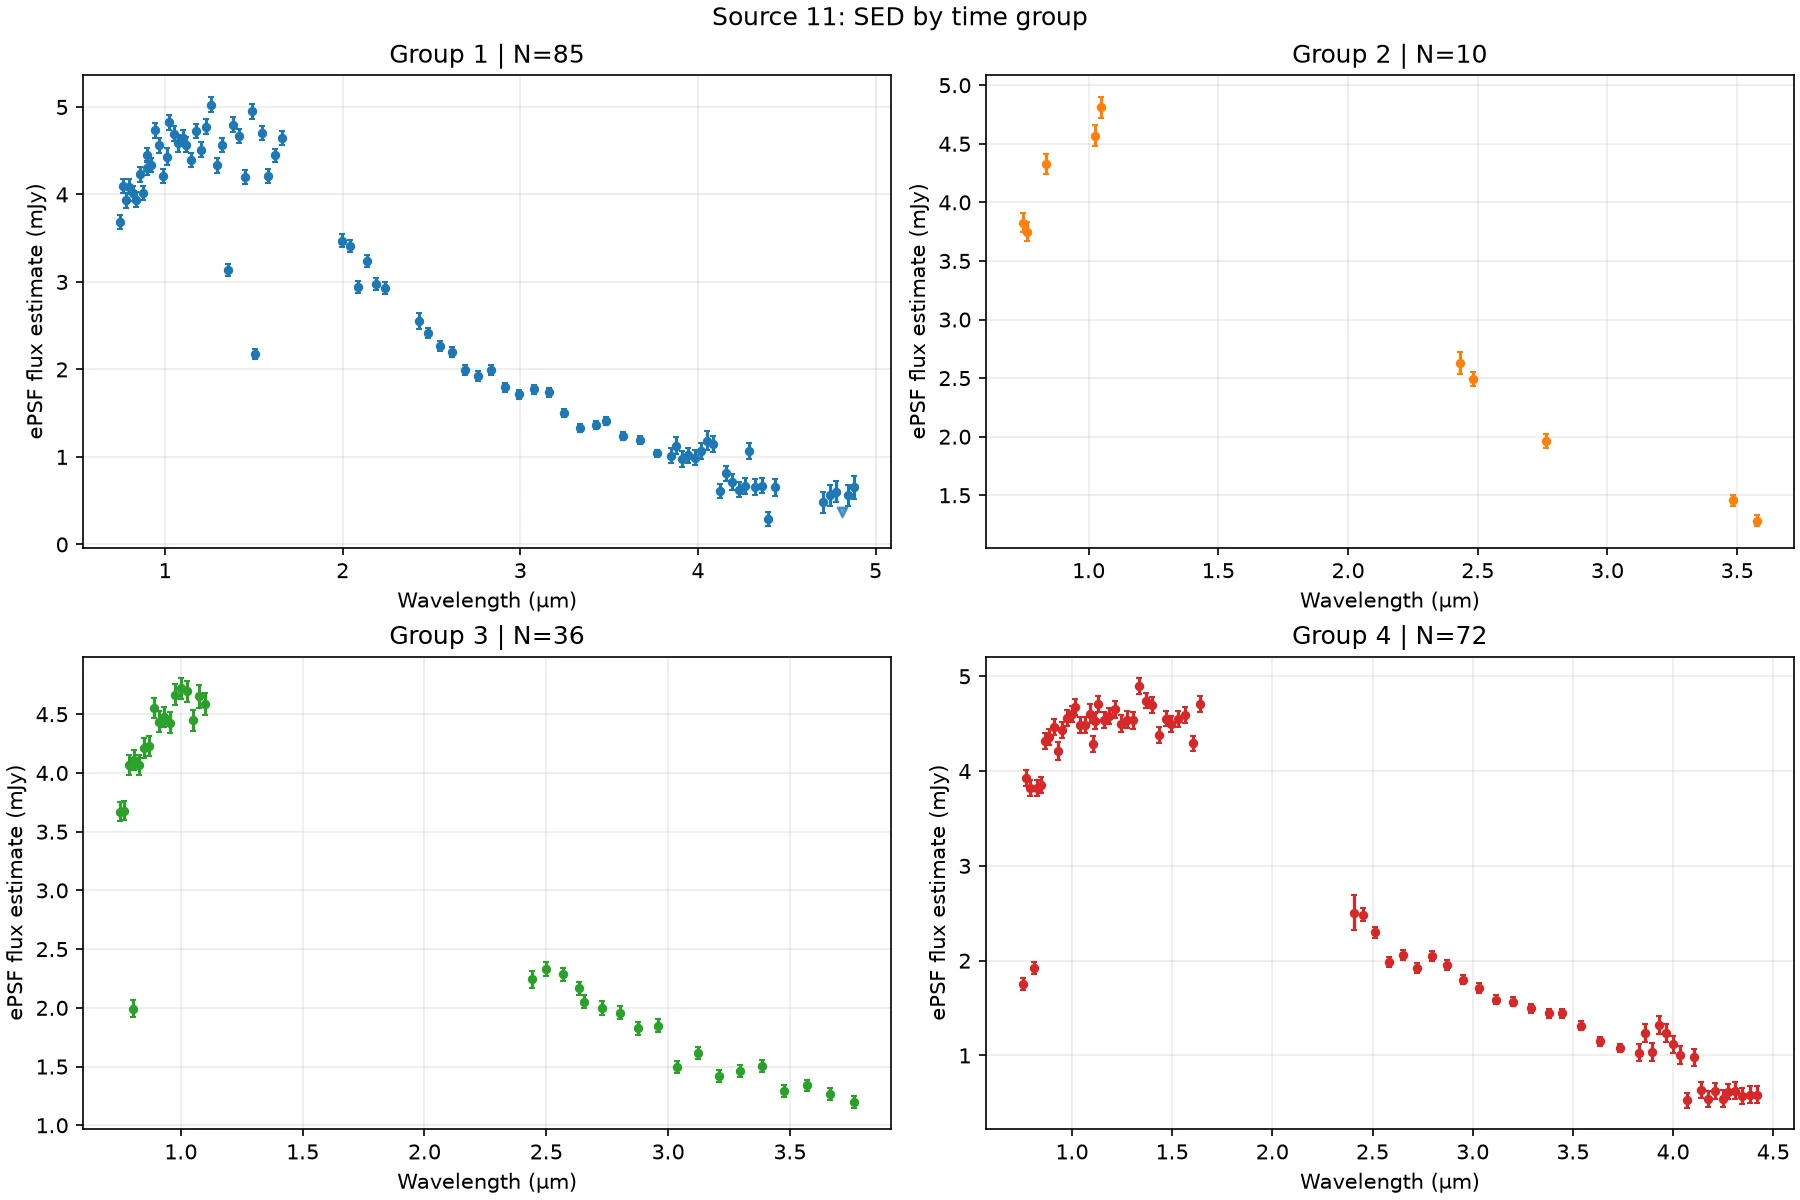 Source 11: SED by time group
Group 1 | N=85
ePSF flux estimate (mJy)
5
4
3
2
1
0
1 2 3 4 5
Wavelength (µm)
Group 2 | N=10
ePSF flux estimate (mJy)
5.0
4.5
4.0
3.5
3.0
2.5
2.0
1.5
1.0 1.5 2.0 2.5 3.0 3.5
Wavelength (µm)
Group 3 | N=36
ePSF flux estimate (mJy)
4.5
4.0
3.5
3.0
2.5
2.0
1.5
1.0
1.0 1.5 2.0 2.5 3.0 3.5
Wavelength (µm)
Group 4 | N=72
ePSF flux estimate (mJy)
5
4
3
2
1
1.0 1.5 2.0 2.5 3.0 3.5 4.0 4.5
Wavelength (µm)